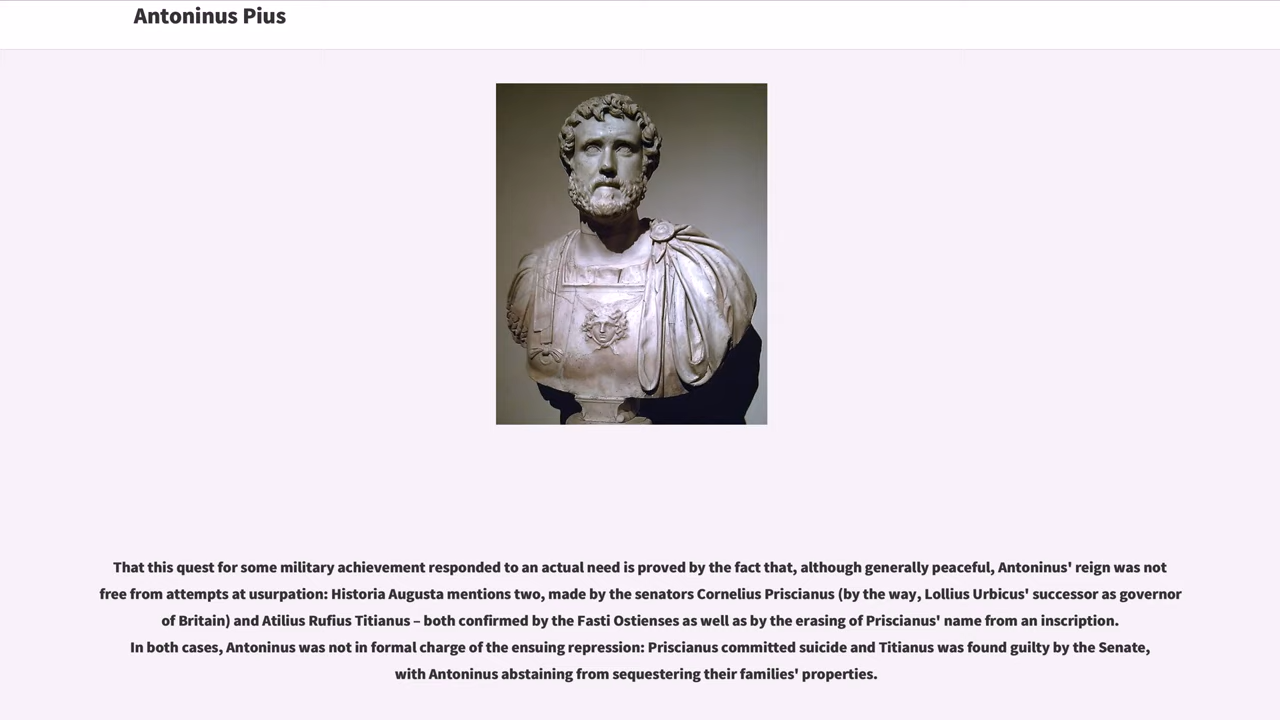 Antoninus Pius
That this quest for some military achievement responded to an actual need is proved by the fact that, although generally peaceful, Antoninus' reign was not
free from attempts at usurpation: Historia Augusta mentions two, made by the senators Cornelius Priscianus (by the way, Lollius Urbicus' successor as governor
of Britain) and Atilius Rufius Titianus – both confirmed by the Fasti Ostienses as well as by the erasing of Priscianus' name from an inscription.
In both cases, Antoninus was not in formal charge of the ensuing repression: Priscianus committed suicide and Titianus was found guilty by the Senate,
with Antoninus abstaining from sequestering their families' properties.